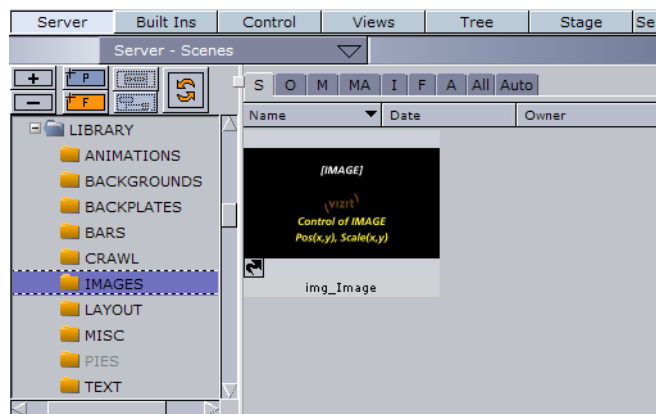 Server Built Ins Control Views Tree Stage Se
Server - Scenes
P
F
S O M MA I F A All Auto
Name Date Owner
LIBRARY
ANIMATIONS
BACKGROUNDS
BACKPLATES
BARS
CRAWL
IMAGES
LAYOUT
MISC
PIES
TEXT
[IMAGE]
vizrt
Control of IMAGE
Pos(x,y), Scale(x,y)
img_Image